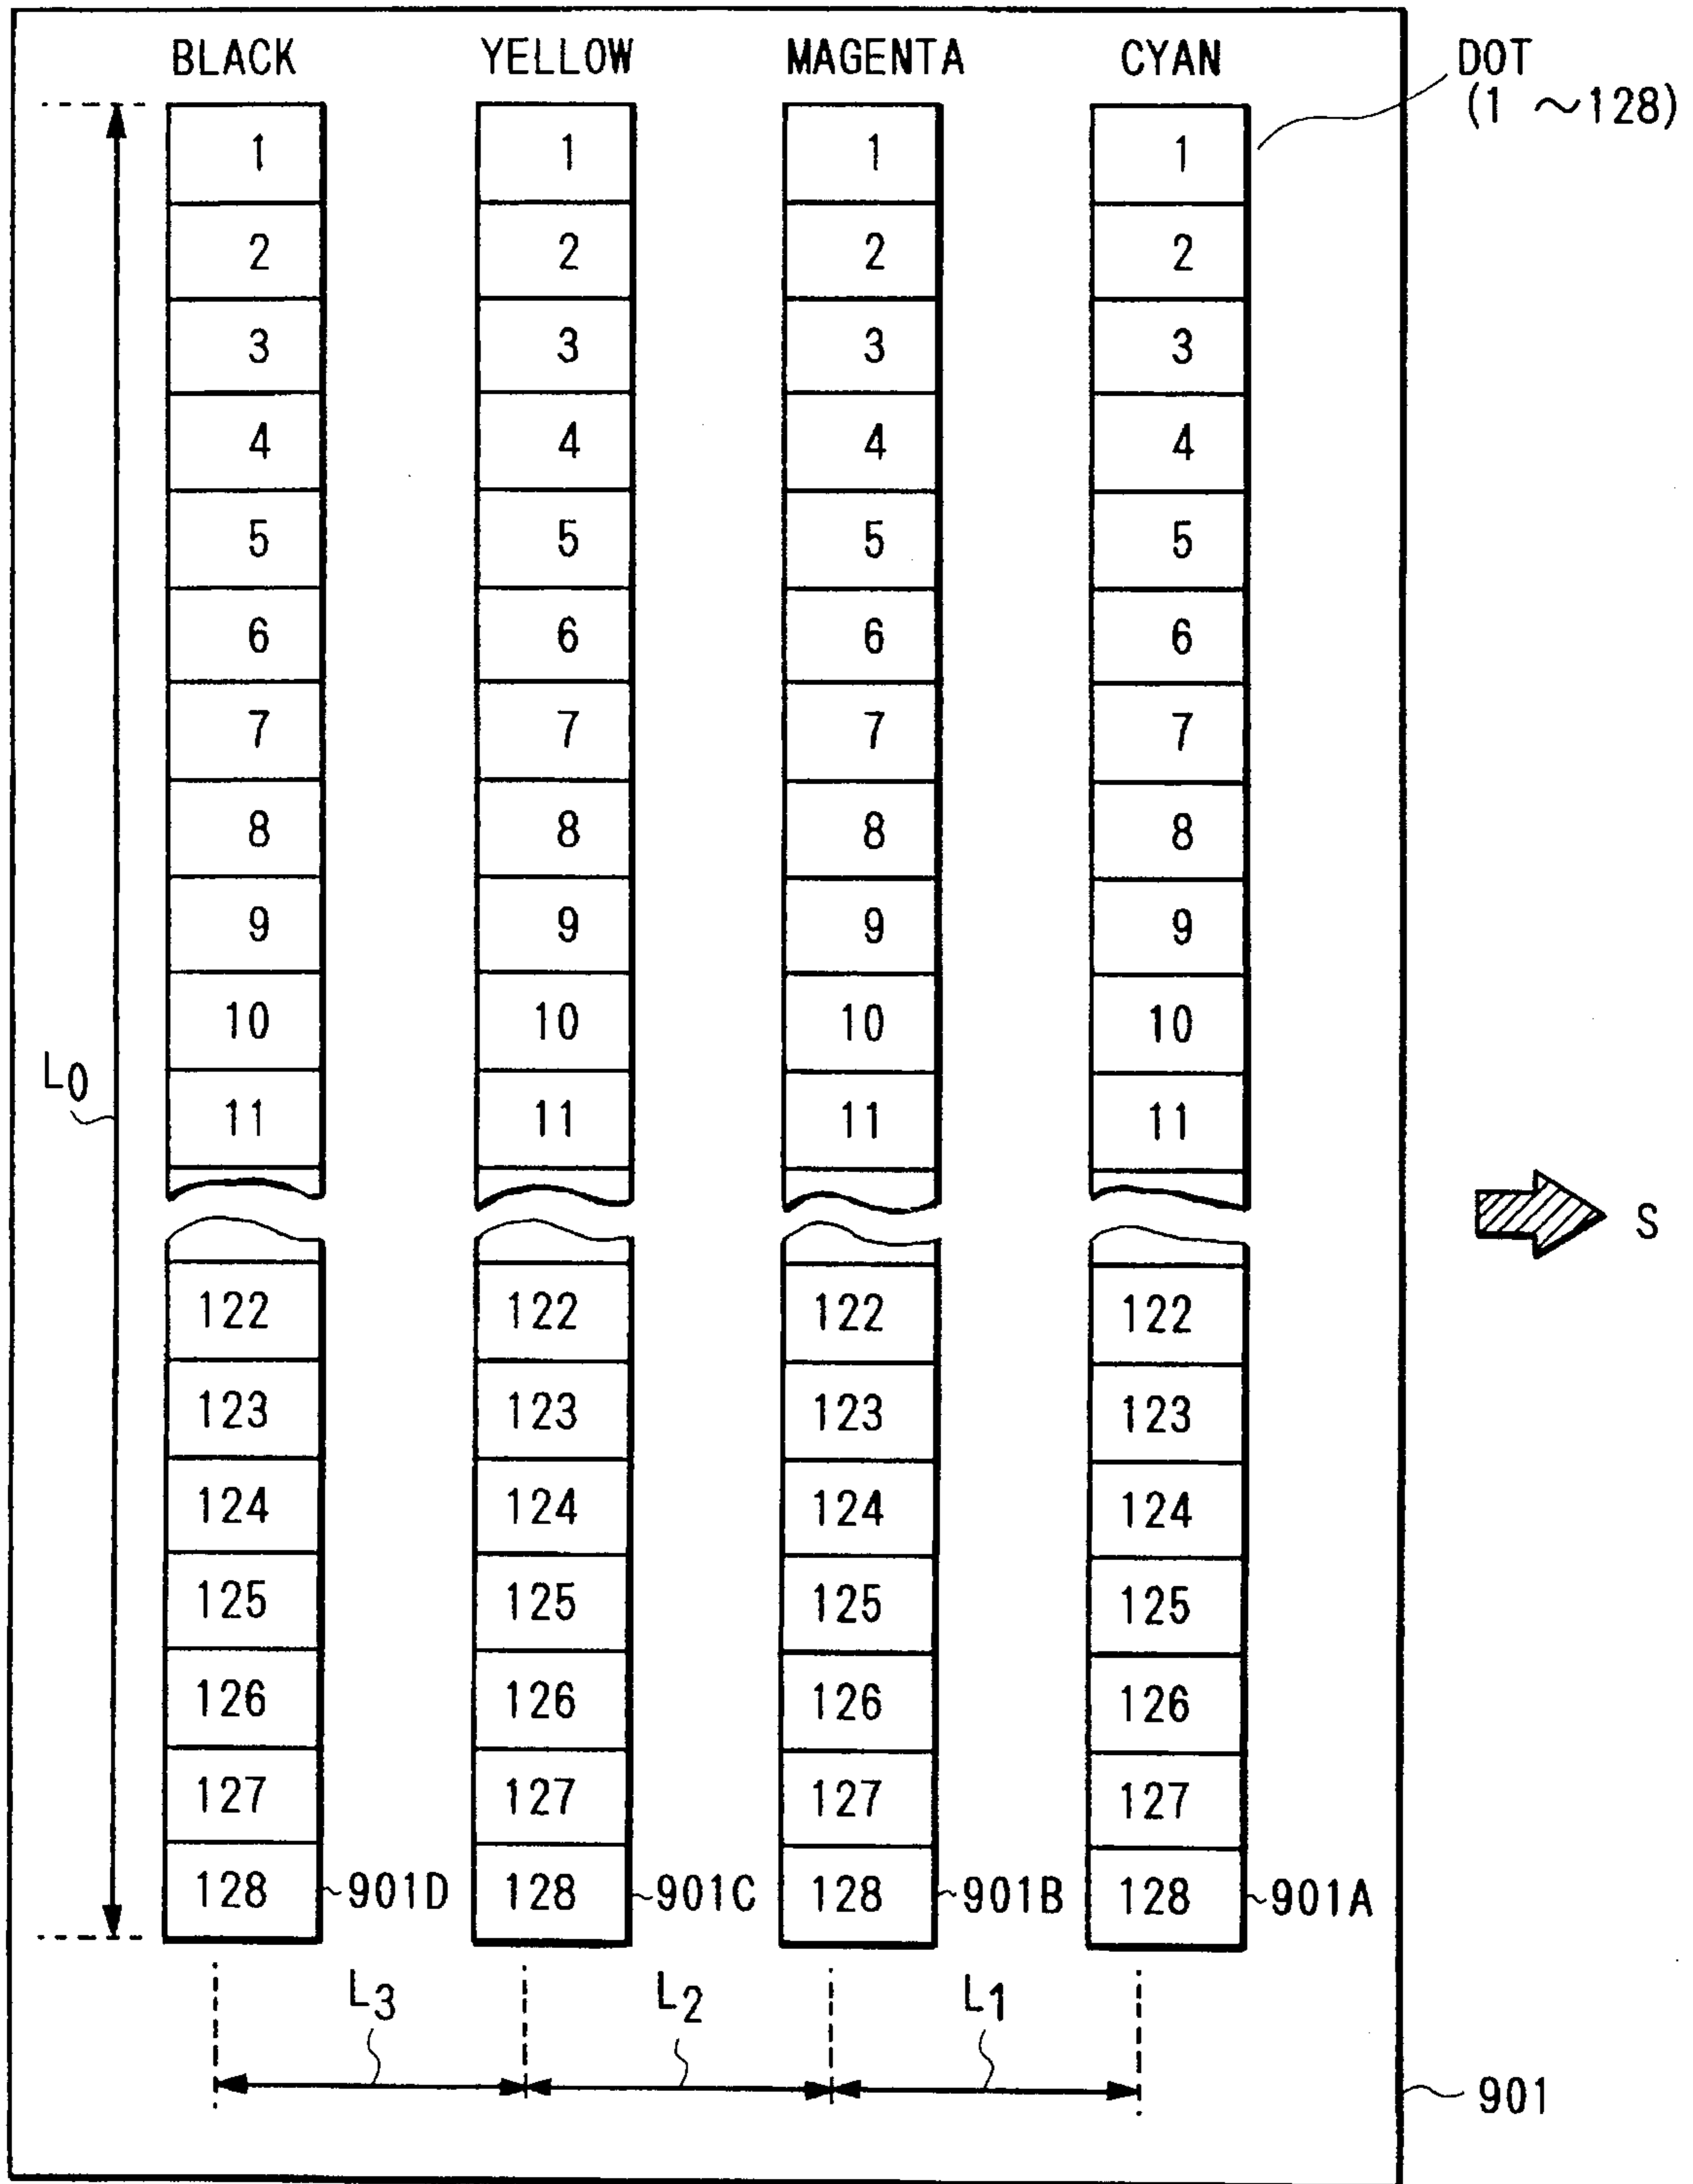 BLACK YELLOW MAGENTA CYAN DOT
(1 ~128)
1 1 1 1
2 2 2 2
3 3 3 3
4 4 4 4
5 5 5 5
6 6 6 6
7 7 7 7
8 8 8 8
9 9 9 9
10 10 10 10
L0
11 11 11 11
S
122 122 122 122
123 123 123 123
124 124 124 124
125 125 125 125
126 126 126 126
127 127 127 127
128 901D 128 901C 128 901B 128 901A
L3 L2 L1
901